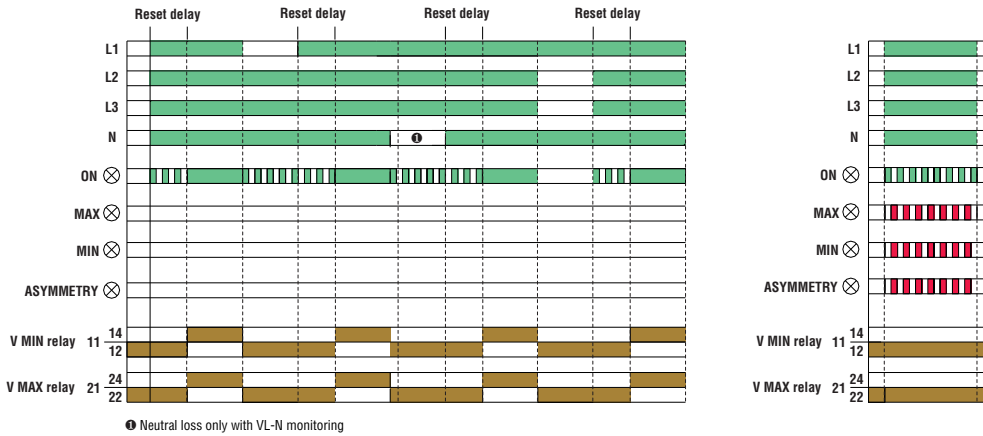 Reset delay Reset delay Reset delay Reset delay
L1
L2
L3
N ❶
ON
MAX
MIN
ASYMMETRY
V MIN relay 11 14
12
V MAX relay 21 24
22
❶ Neutral loss only with VL-N monitoring
L1
L2
L3
N
ON
MAX
MIN
ASYMMETRY
V MIN relay 11 14
12
V MAX relay 21 24
22